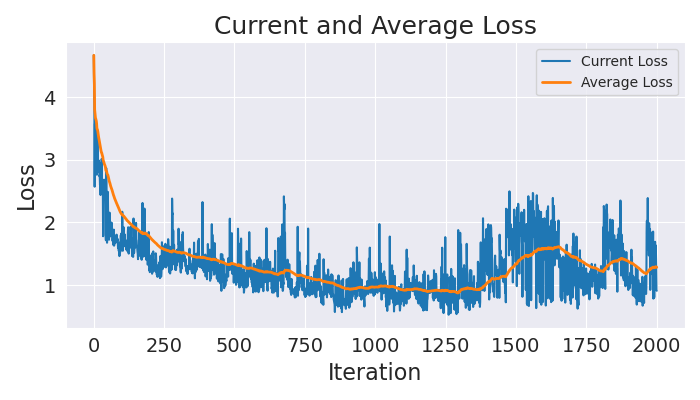 Current and Average Loss
Current Loss
Average Loss
4
3
2
1
Loss
0 250 500 750 1000 1250 1500 1750 2000
Iteration